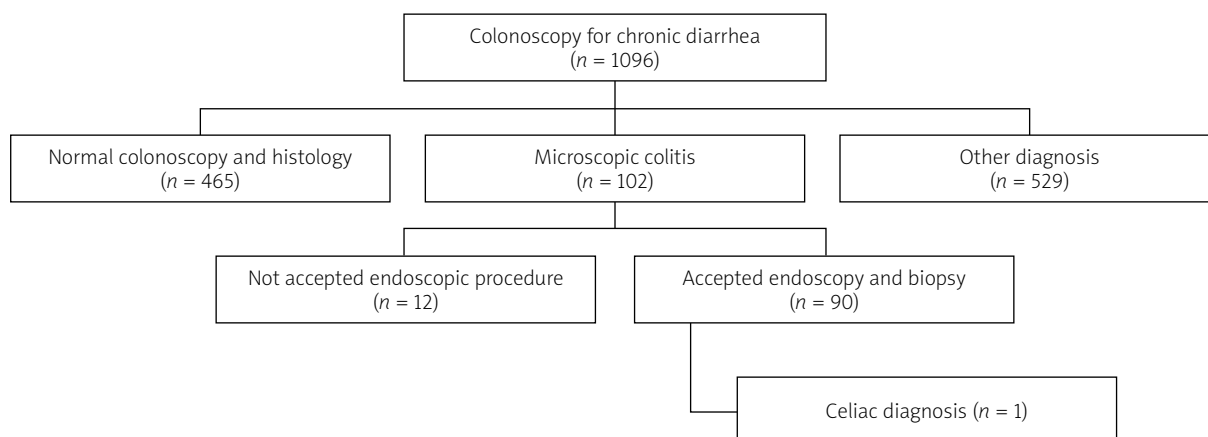 Colonoscopy for chronic diarrhea
(n = 1096)
Normal colonoscopy and histology
(n = 465)
Microscopic colitis
(n = 102)
Other diagnosis
(n = 529)
Not accepted endoscopic procedure
(n = 12)
Accepted endoscopy and biopsy
(n = 90)
Celiac diagnosis (n = 1)